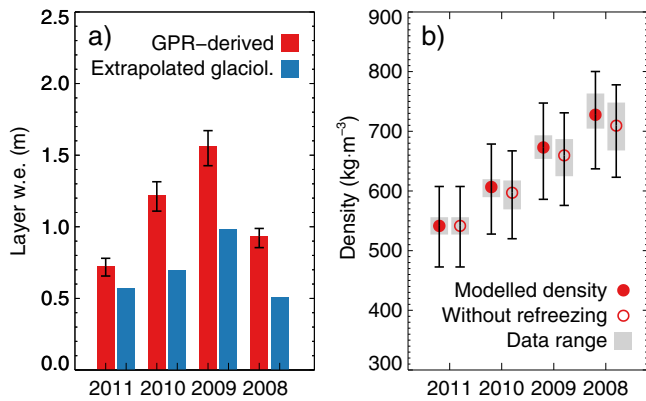 a)
GPR−derived
Extrapolated glaciol.
Layer w.e. (m)
2.5
2.0
1.5
1.0
0.5
0.0
2011 2010 2009 2008
b)
Density (kg·m⁻³)
900
800
700
600
500
400
300
Modelled density
Without refreezing
Data range
2011 2010 2009 2008